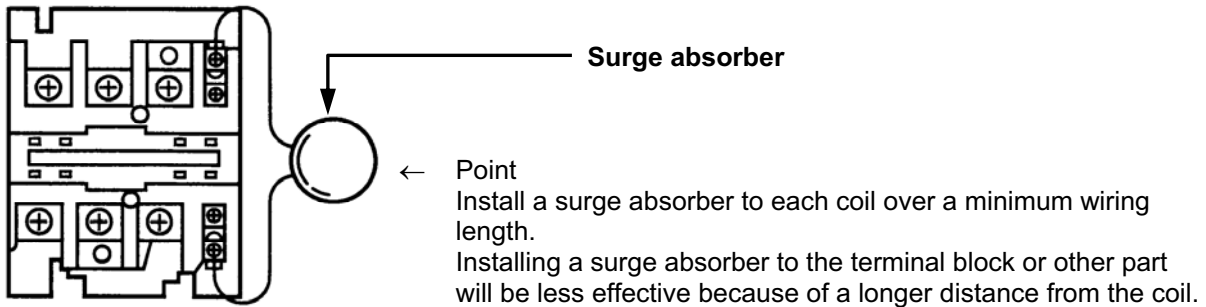 Surge absorber
← Point
Install a surge absorber to each coil over a minimum wiring
length.
Installing a surge absorber to the terminal block or other part
will be less effective because of a longer distance from the coil.